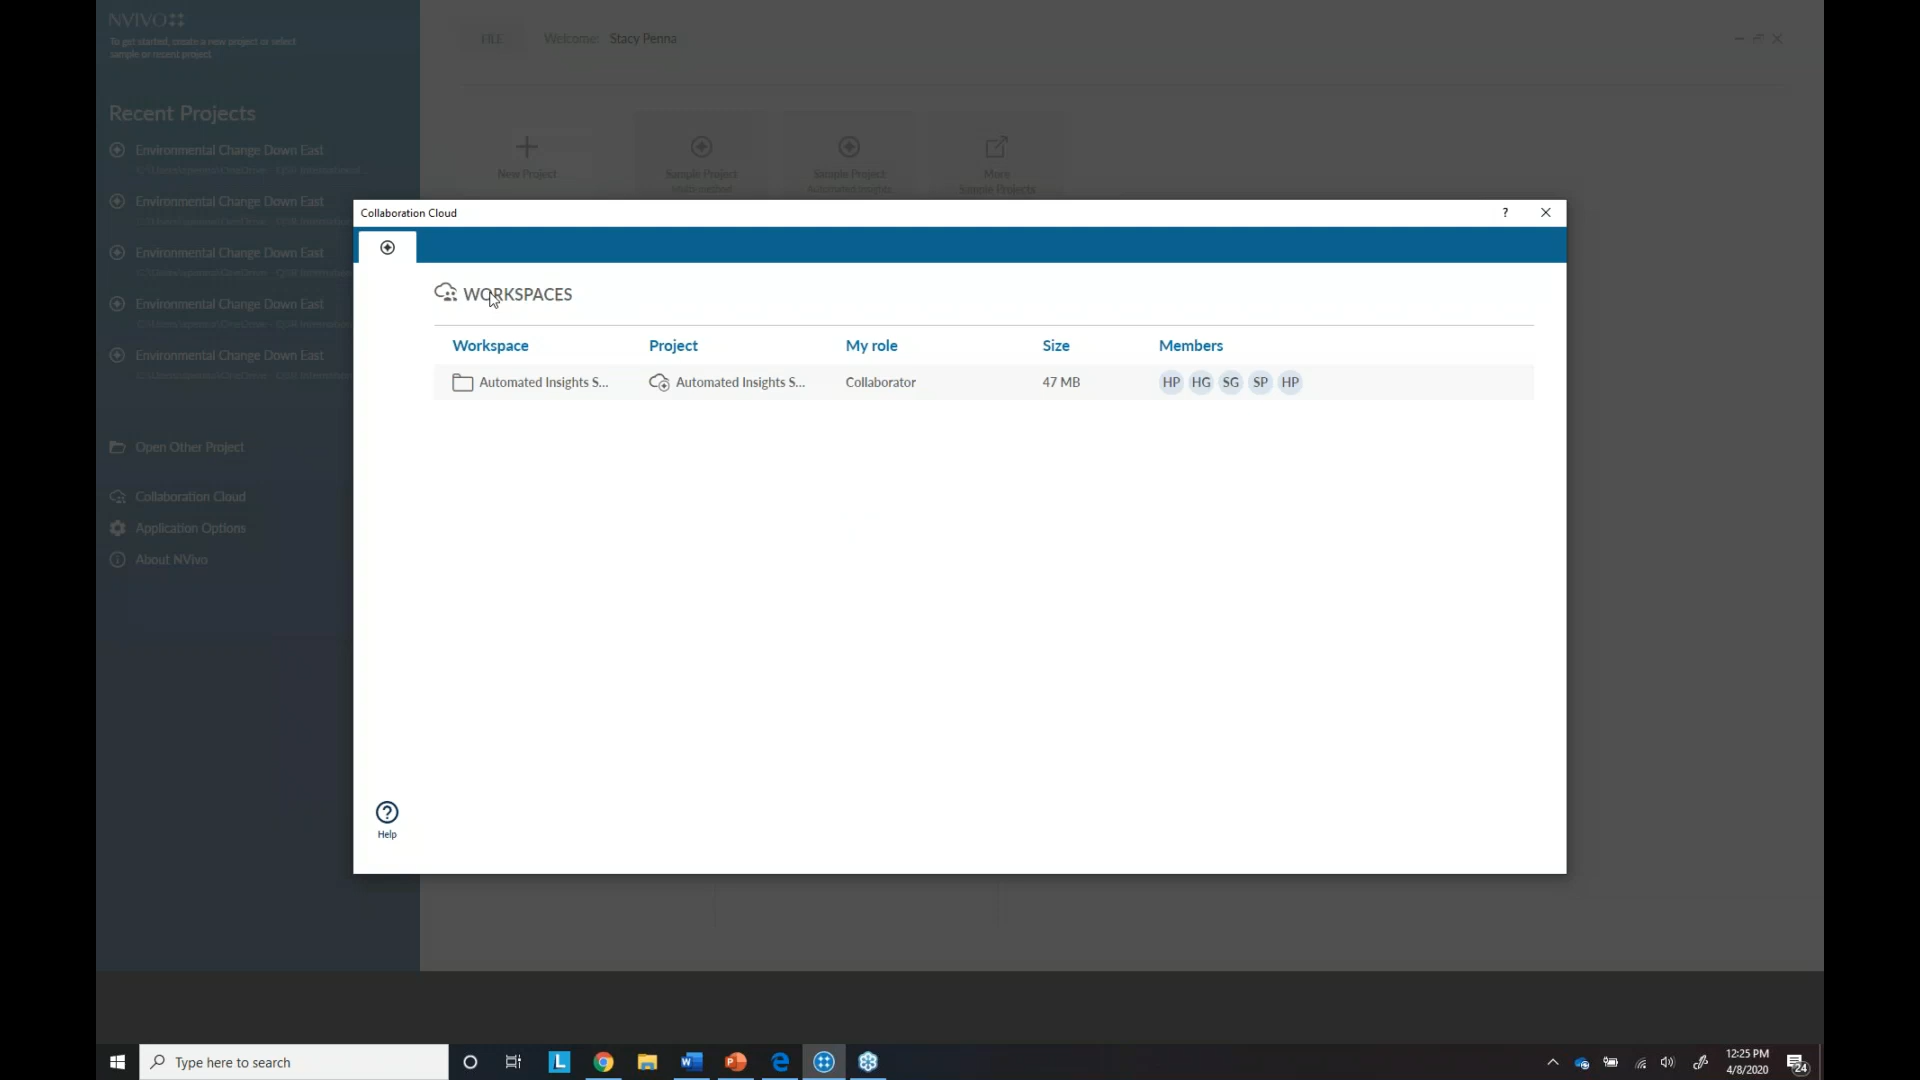 NVIVO
To get started, create a new project or select
sample or recent project.
FILE
Welcome Stacy Penna
Recent Projects
Environmental Change Down East
Environmental Change Down East
Environmental Change Down East
Environmental Change Down East
Environmental Change Down East
New Project
Sample Project
Multi-method
Sample Project
Automated Insights
More
Sample Projects
Open Other Project
Collaboration Cloud
Application Options
About NVivo
Collaboration Cloud
?
WORKSPACES
Workspace Project My role Size Members
Automated Insights S... Automated Insights S... Collaborator 47 MB HP HG SG SP HP
Help
Type here to search
12:25 PM
4/8/2020
24